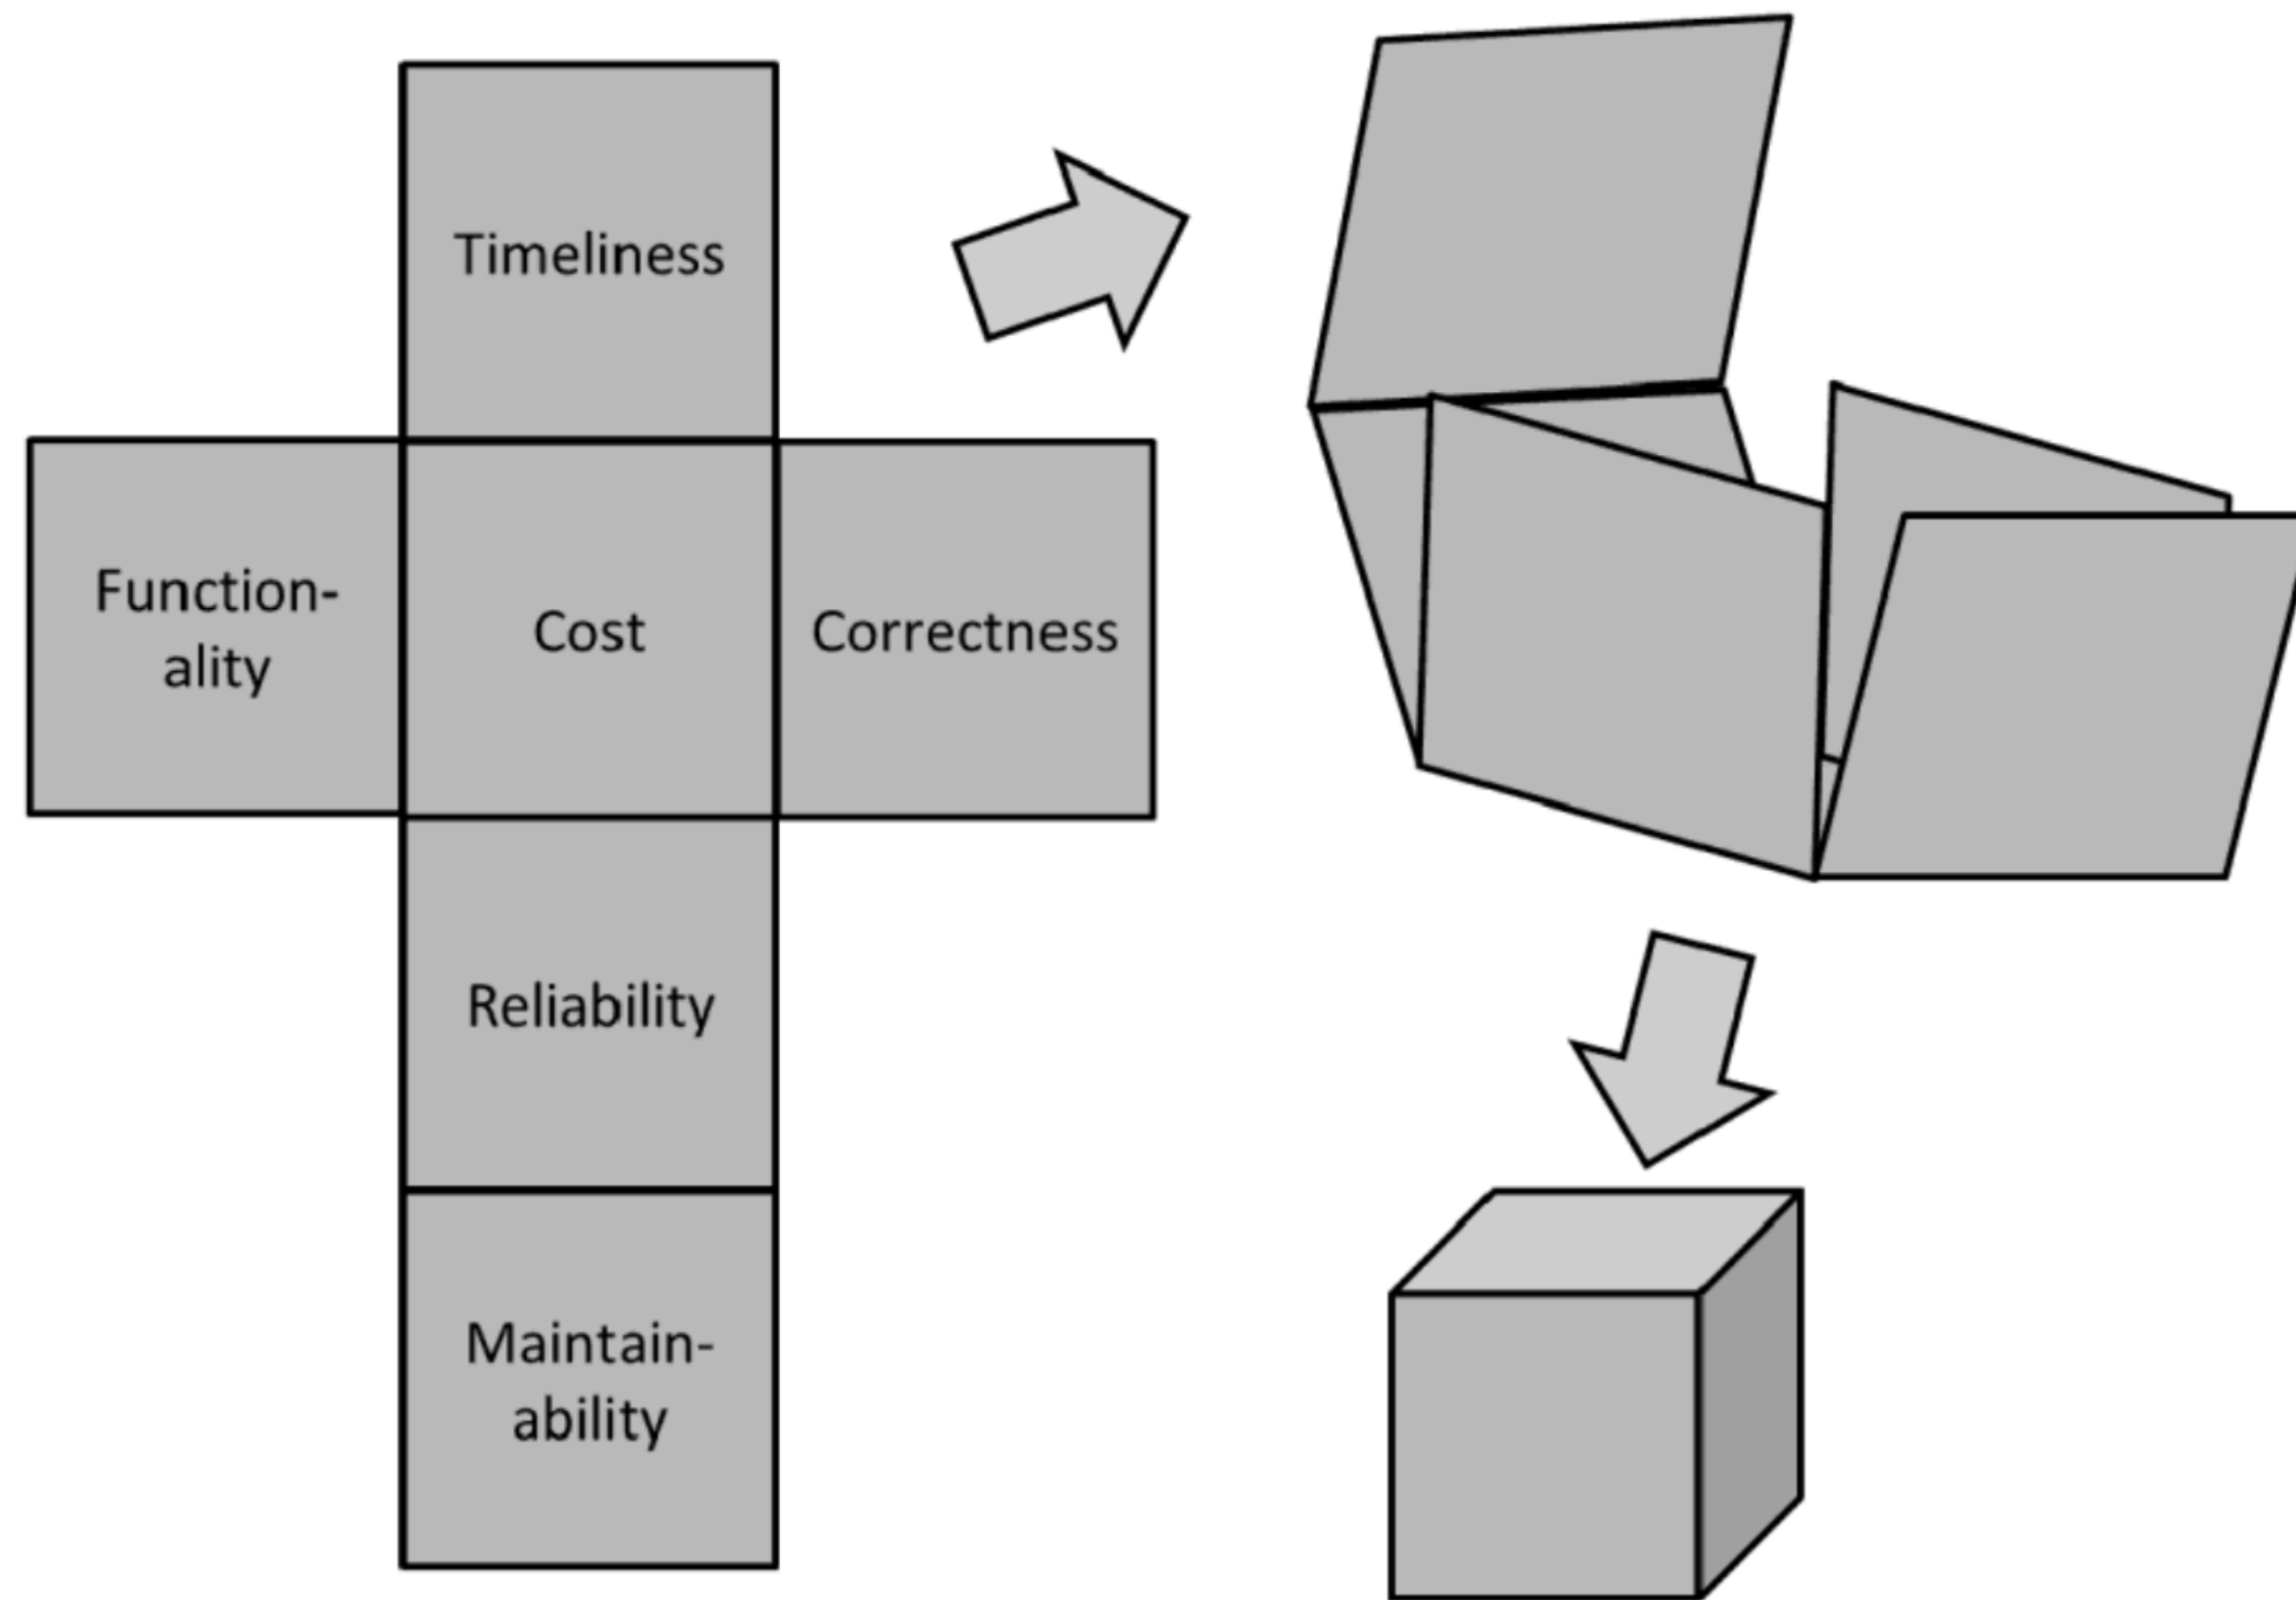 Timeliness
Function-
ality
Cost
Correctness
Reliability
Maintain-
ability